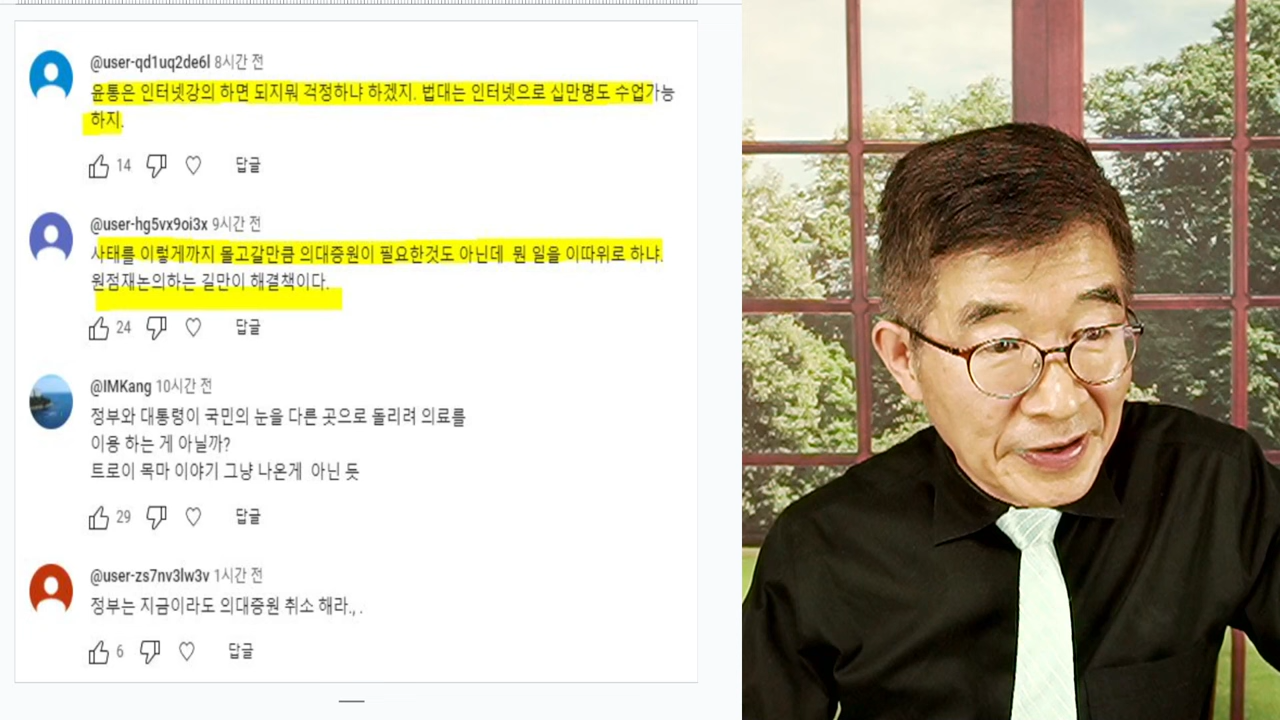 @user-qd1uq2de6l 8시간 전
윤통은 인터넷강의 하면 되지뭐 걱정하냐 하겠지. 법대는 인터넷으로 십만명도 수업가능
하지.
14 답글
@user-hg5vx9oi3x 9시간 전
사태를 이렇게까지 몰고갈만큼 의대증원이 필요한것도 아닌데 뭔 일을 이따위로 하냐.
원점재논의하는 길만이 해결책이다.
24 답글
@IMKang 10시간 전
정부와 대통령이 국민의 눈을 다른 곳으로 돌리려 의료를
이용 하는 게 아닐까?
트로이 목마 이야기 그냥 나온게 아닌 듯
29 답글
@user-zs7nv3lw3v 1시간 전
정부는 지금이라도 의대증원 취소 해라., .
6 답글